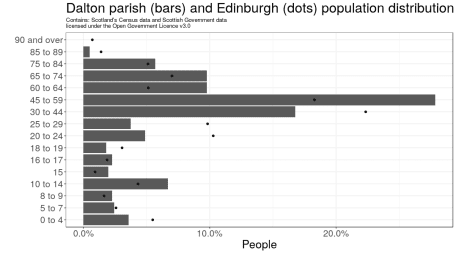 Dalton parish (bars) and Edinburgh (dots) population distribution
Contains: Scotland's Census data and Scottish Government data
licensed under the Open Government Licence v3.0
90 and over
85 to 89
75 to 84
65 to 74
60 to 64
45 to 59
30 to 44
25 to 29
20 to 24
18 to 19
16 to 17
15
10 to 14
8 to 9
5 to 7
0 to 4
0.0% 10.0% 20.0%
People